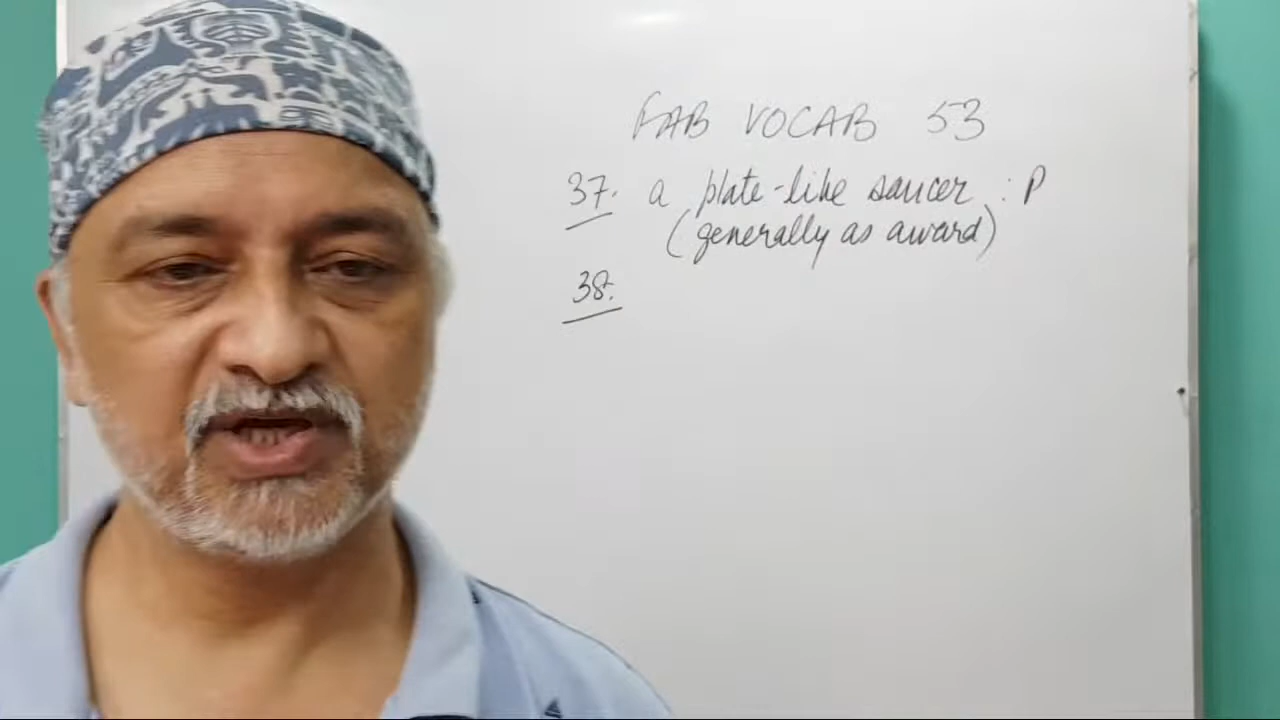 FAB VOCAB 53
37. a plate-like saucer : P
(generally as award)
38.